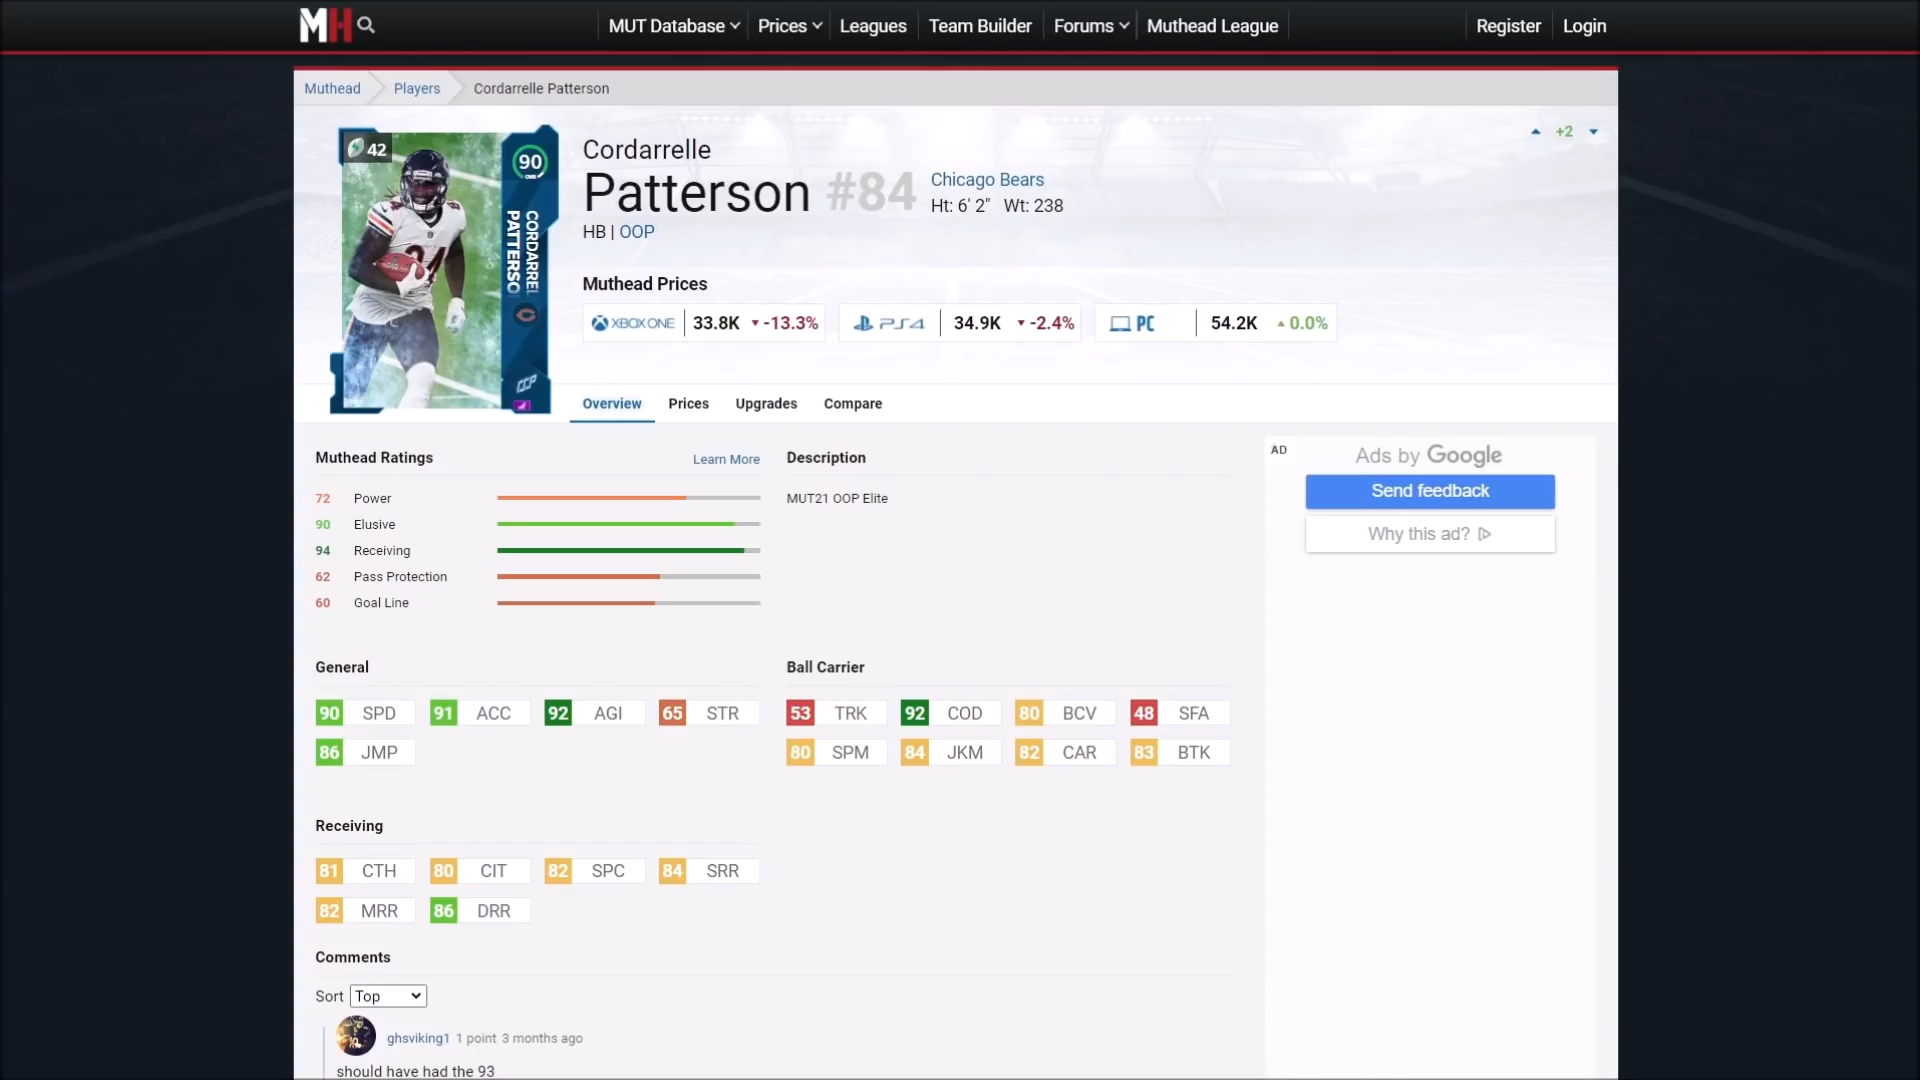 MH
MUT Database
Prices
Leagues
Team Builder
Forums
Muthead League
Register
Login
Muthead
Players
Cordarrelle Patterson
42
90
OVR
CORDARREL
PATTERSO
Cordarrelle
Patterson #84
Chicago Bears
Ht: 6' 2" Wt: 238
HB | OOP
+2
Muthead Prices
XBOX ONE 33.8K -13.3%
PS4 34.9K -2.4%
PC 54.2K 0.0%
Overview
Prices
Upgrades
Compare
Muthead Ratings
Learn More
72 Power
90 Elusive
94 Receiving
62 Pass Protection
60 Goal Line
Description
MUT21 OOP Elite
AD
Ads by Google
Send feedback
Why this ad?
General
90 SPD 91 ACC 92 AGI 65 STR
86 JMP
Ball Carrier
53 TRK 92 COD 80 BCV 48 SFA
80 SPM 84 JKM 82 CAR 83 BTK
Receiving
81 CTH 80 CIT 82 SPC 84 SRR
82 MRR 86 DRR
Comments
Sort Top
ghsviking1 1 point 3 months ago
should have had the 93